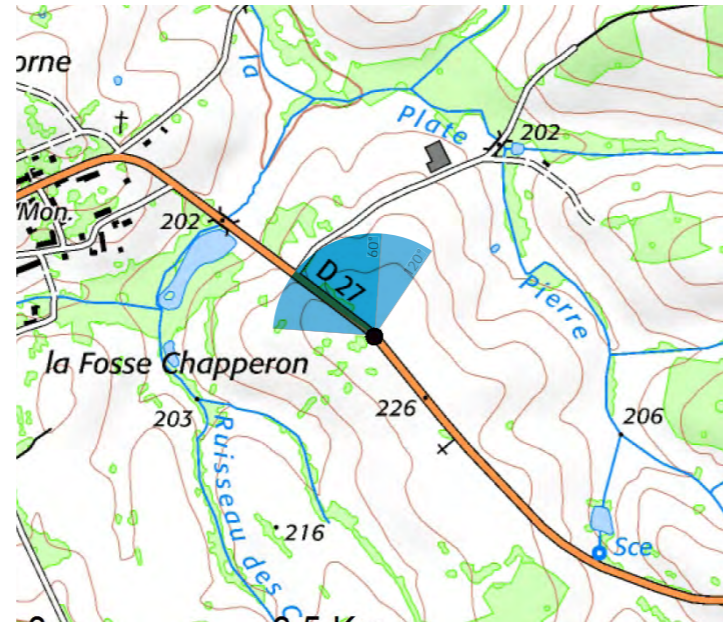 orne
la
Plate
202
Mon.
202
60°
120°
D 27
Pierre
la Fosse Chapperon
226
203
206
Ruisseau des C
216
Sce